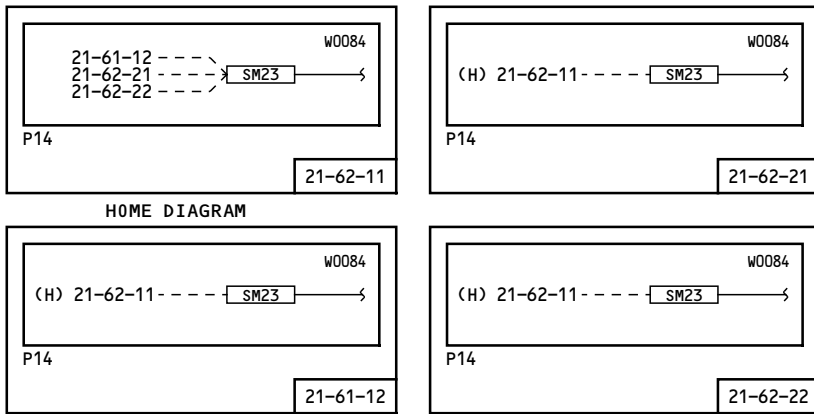 W0084
21-61-12
21-62-21
21-62-22
SM23
P14
21-62-11
HOME DIAGRAM
W0084
(H) 21-62-11
SM23
P14
21-62-21
W0084
(H) 21-62-11
SM23
P14
21-61-12
W0084
(H) 21-62-11
SM23
P14
21-62-22